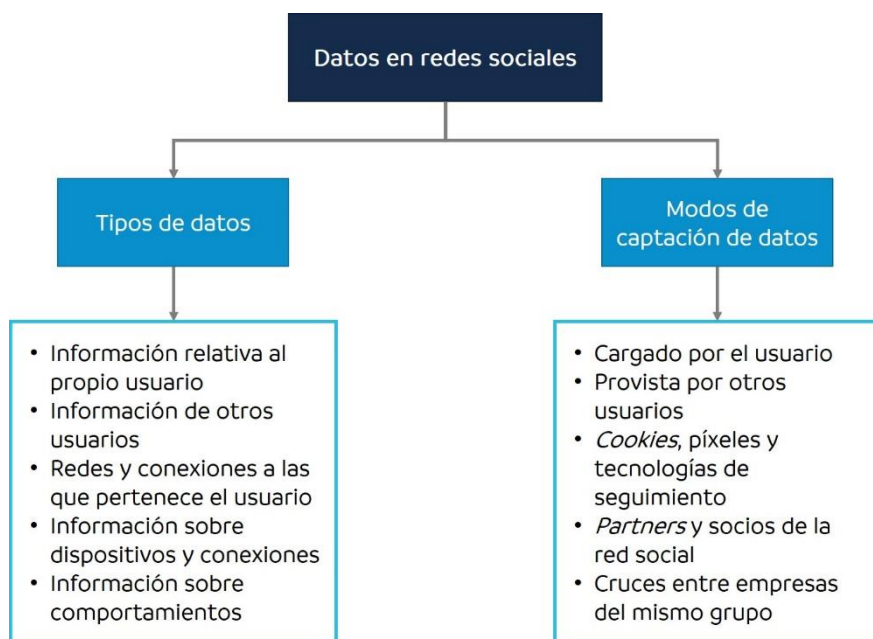 Datos en redes sociales
Tipos de datos
Modos de
captación de datos
• Información relativa al
propio usuario
• Información de otros
usuarios
• Redes y conexiones a las
que pertenece el usuario
• Información sobre
dispositivos y conexiones
• Información sobre
comportamientos
• Cargado por el usuario
• Provista por otros
usuarios
• Cookies, píxeles y
tecnologías de
seguimiento
• Partners y socios de la
red social
• Cruces entre empresas
del mismo grupo